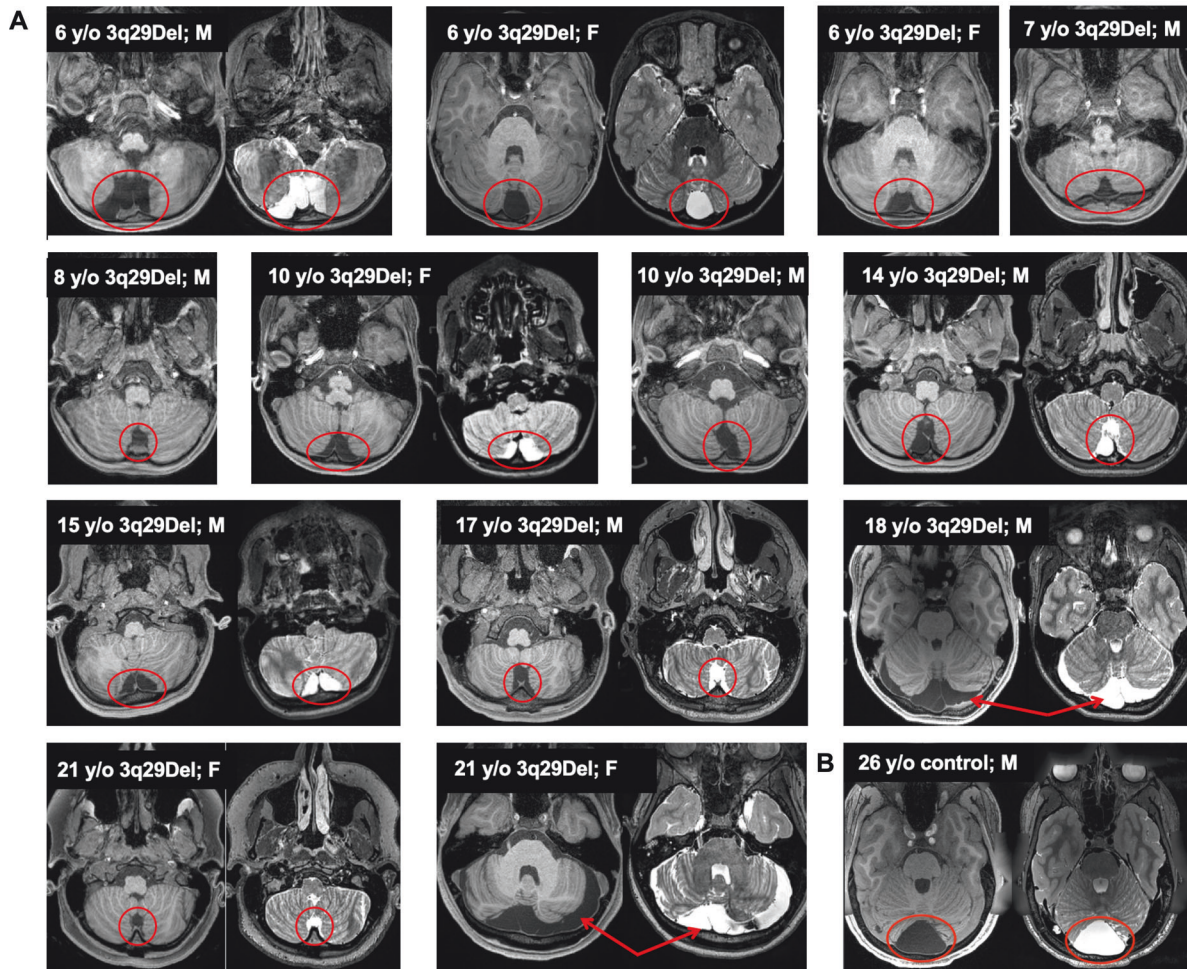 A
6 y/o 3q29Del; M
6 y/o 3q29Del; F
6 y/o 3q29Del; F
7 y/o 3q29Del; M
8 y/o 3q29Del; M
10 y/o 3q29Del; F
10 y/o 3q29Del; M
14 y/o 3q29Del; M
15 y/o 3q29Del; M
17 y/o 3q29Del; M
18 y/o 3q29Del; M
21 y/o 3q29Del; F
21 y/o 3q29Del; F
B
26 y/o control; M